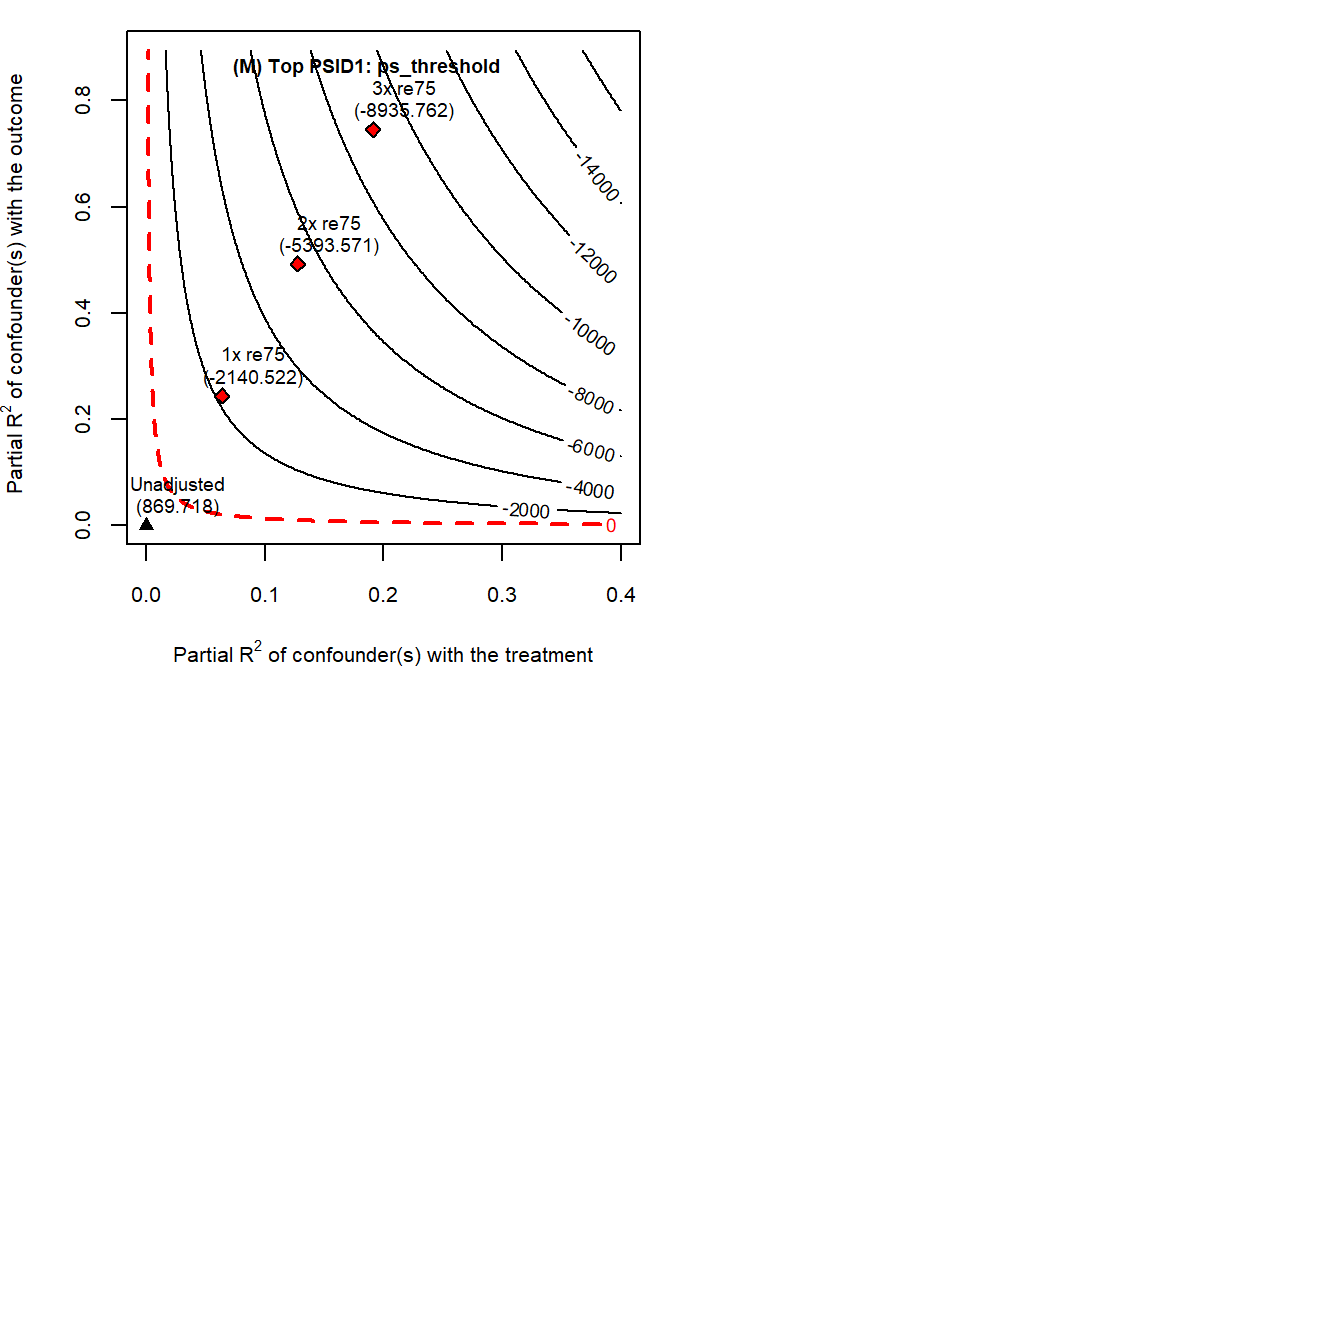 (M) Top PSID1: ps_threshold
3x re75
(-8935.762)
2x re75
(-5393.571)
1x re75
(-2140.522)
Unadjusted
(869.718)
-14000
-12000
-10000
-8000
-6000
-4000
-2000
0
Partial R2 of confounder(s) with the outcome
0.8
0.6
0.4
0.2
0.0
0.0 0.1 0.2 0.3 0.4
Partial R2 of confounder(s) with the treatment